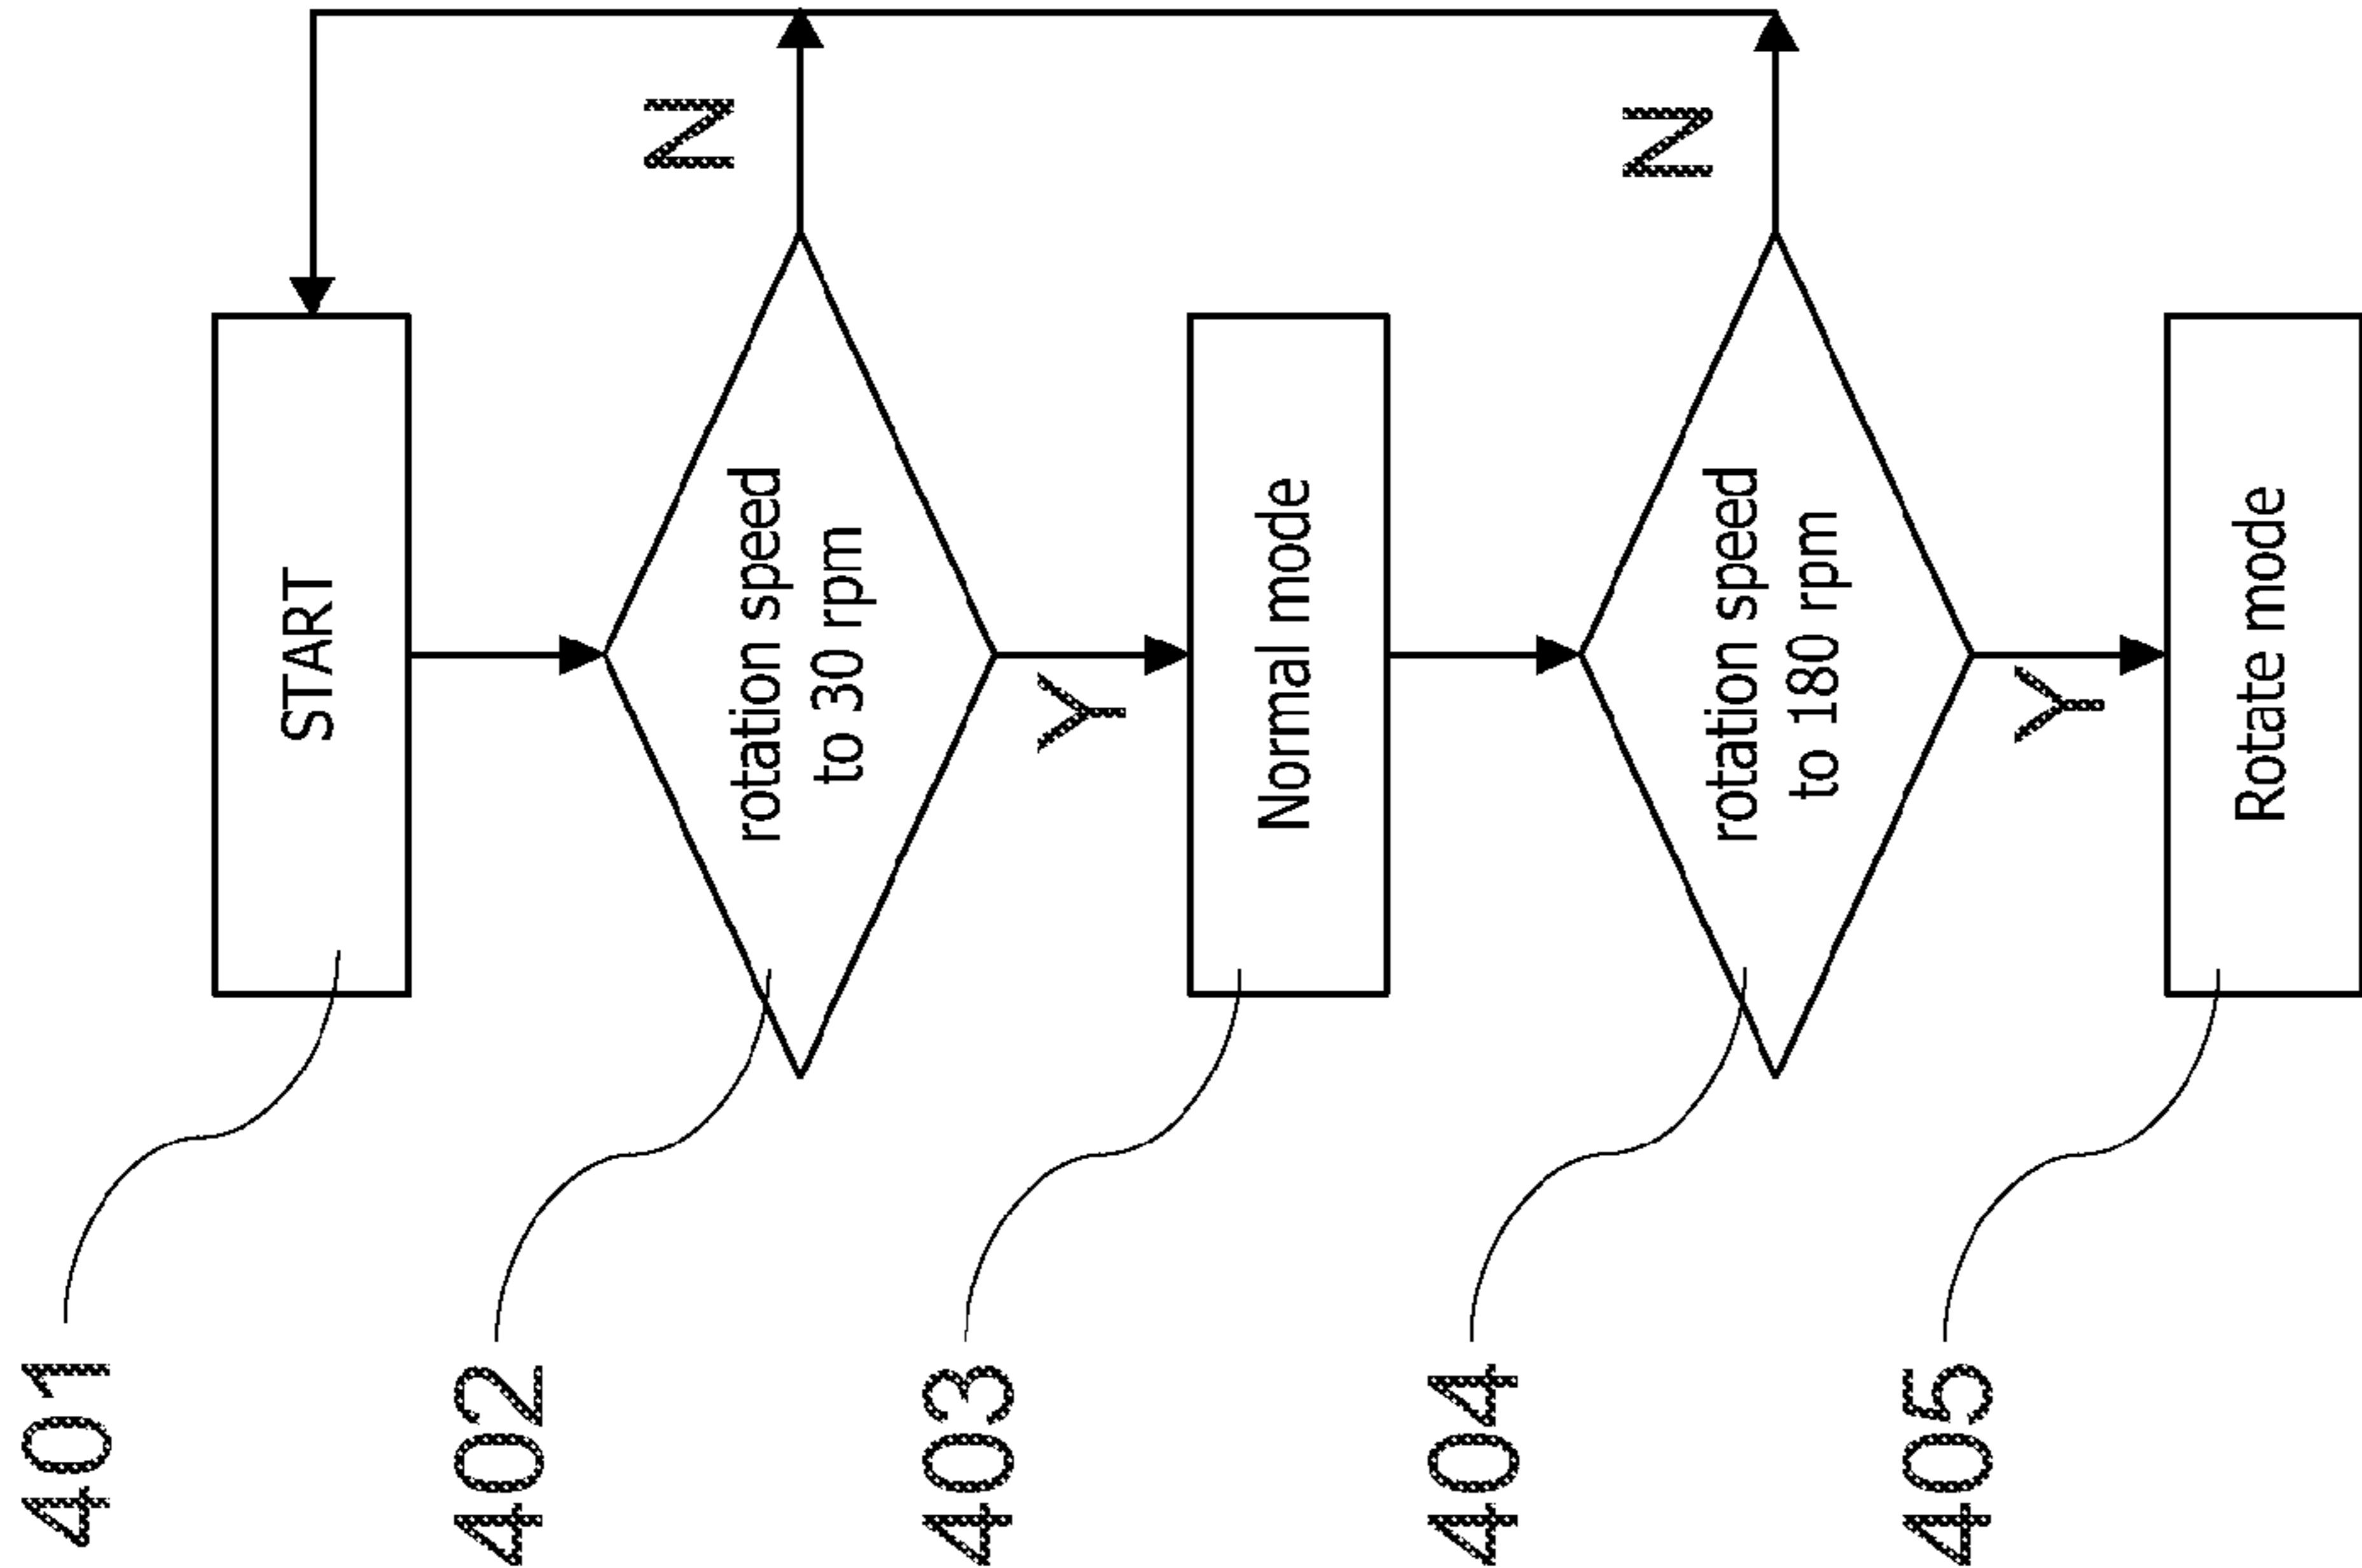 401
START
402
rotation speed
to 30 rpm
N
Y
403
Normal mode
404
rotation speed
to 180 rpm
N
Y
405
Rotate mode